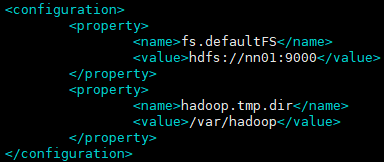 <configuration>
<property>
<name>fs.defaultFS</name>
<value>hdfs://nn01:9000</value>
</property>
<property>
<name>hadoop.tmp.dir</name>
<value>/var/hadoop</value>
</property>
</configuration>